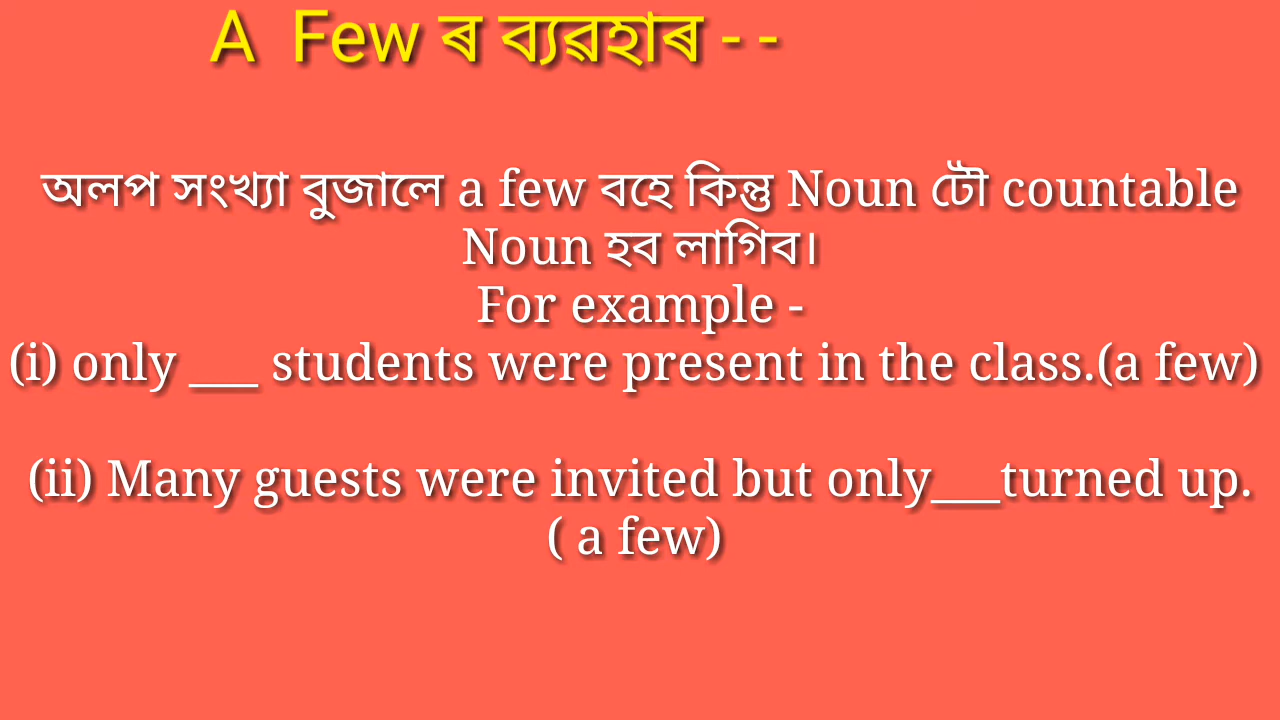 A Few ৰ ব্যৱহাৰ - -
অলপ সংখ্যা বুজালে a few বহে কিন্তু Noun টৌ countable
Noun হব লাগিব।
For example -
(i) only ___ students were present in the class.(a few)
(ii) Many guests were invited but only___turned up.
( a few)